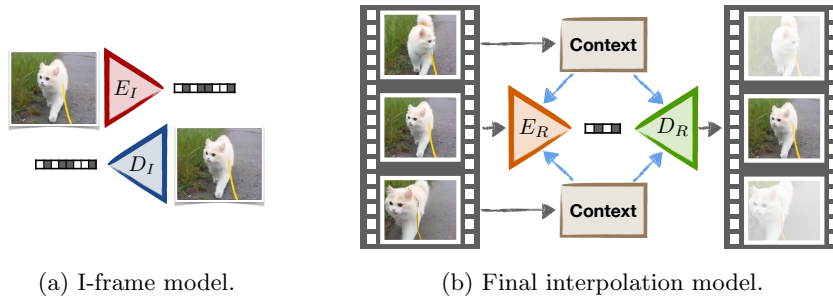 E_I
D_I
Context
E_R
D_R
Context
(a) I-frame model.
(b) Final interpolation model.